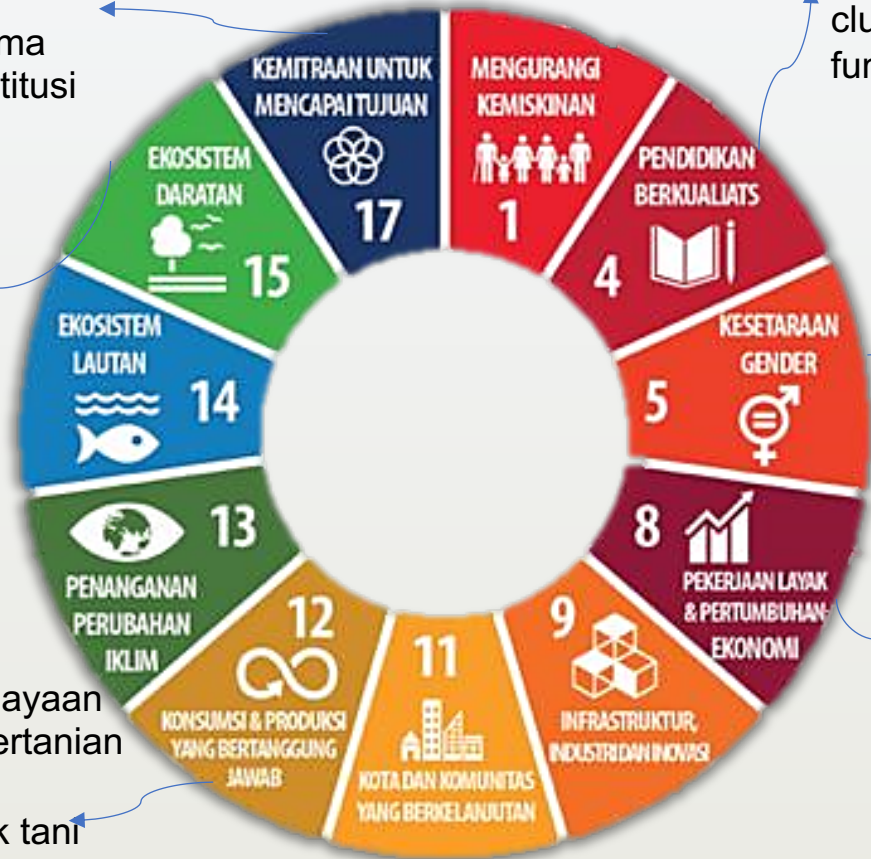 ma
titusi
clu
fur
KEMITRAAN UNTUK
MENCAPAI TUJUAN
17
MENGURANGI
KEMISKINAN
1
PENDIDIKAN
BERKUALIATS
4
KESETARAAN
GENDER
5
8
PEKERJAAN LAYAK
& PERTUMBUHAN-
EKONOMI
9
INFRASTRUKTUR,
INDUSTRI DAN INOVASI
11
KOTA DAN KOMUNITAS
YANG BERKELANJUTAN
12
KONSUMSI & PRODUKSI
YANG BERTANGGUNG
JAWAB
13
PENANGANAN
PERUBAHAN
IKLIM
EKOSISTEM
LAUTAN
14
EKOSISTEM
DARATAN
15
ayaan
ertanian
k tani